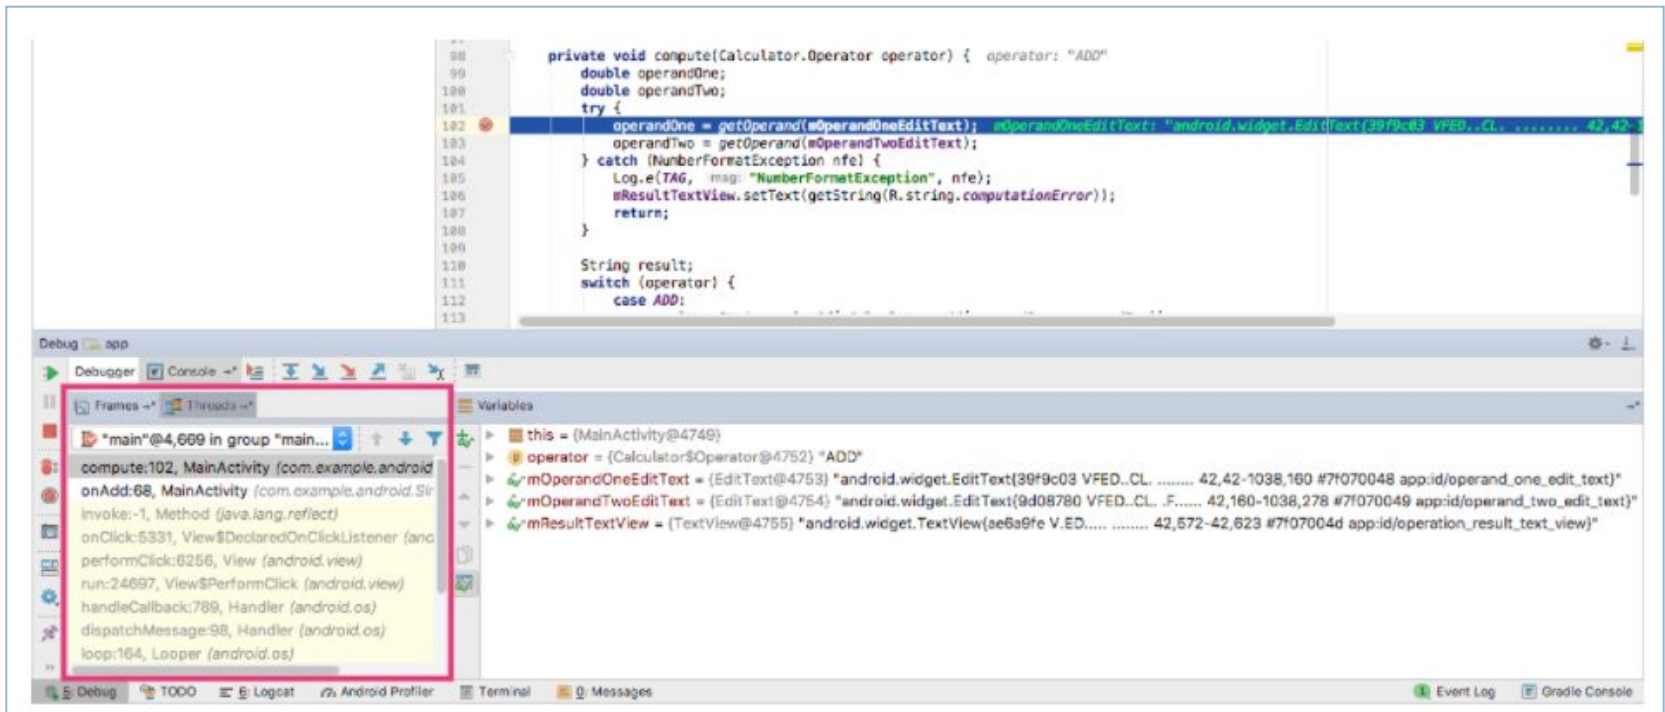 98 private void compute(Calculator.Operator operator) { operator: "ADD"
99 double operandOne;
100 double operandTwo;
101 try {
102 operandOne = getOperand(mOperandOneEditText); mOperandOneEditText: "android.widget.EditText{39f9c03 VFED..CL. ........ 42,42-1
103 operandTwo = getOperand(mOperandTwoEditText);
104 } catch (NumberFormatException nfe) {
105 Log.e(TAG, msg: "NumberFormatException", nfe);
106 mResultTextView.setText(getString(R.string.computationError));
107 return;
108 }
109
110 String result;
111 switch (operator) {
112 case ADD:
113
Debug app
Debugger Console
Frames Threads
Variables
"main"@4,669 in group "main...
compute:102, MainActivity (com.example.android
onAdd:68, MainActivity (com.example.android.Sir
invoke:-1, Method (java.lang.reflect)
onClick:5331, View$DeclaredOnClickListener (anc
performClick:6256, View (android.view)
run:24697, View$PerformClick (android.view)
handleCallback:789, Handler (android.os)
dispatchMessage:98, Handler (android.os)
loop:164, Looper (android.os)
this = {MainActivity@4749}
operator = {Calculator$Operator@4752} "ADD"
mOperandOneEditText = {EditText@4753} "android.widget.EditText{39f9c03 VFED..CL. ........ 42,42-1038,160 #7f070048 app:id/operand_one_edit_text}"
mOperandTwoEditText = {EditText@4754} "android.widget.EditText{9d08780 VFED..CL. .F...... 42,160-1038,278 #7f070049 app:id/operand_two_edit_text}"
mResultTextView = {TextView@4755} "android.widget.TextView{ae6a9fe V.ED..... ........ 42,572-42,623 #7f07004d app:id/operation_result_text_view}"
5: Debug TODO 6: Logcat Android Profiler Terminal 0: Messages Event Log Gradle Console